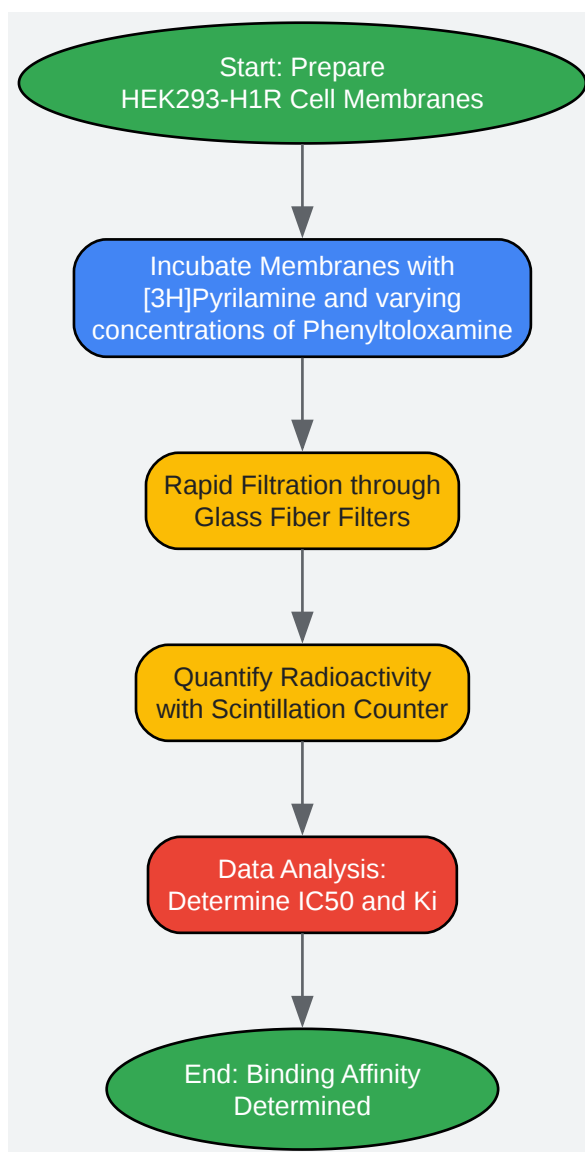 Start: Prepare
HEK293-H1R Cell Membranes
Incubate Membranes with
[3H]Pyrilamine and varying
concentrations of Phenyltoloxamine
Rapid Filtration through
Glass Fiber Filters
Quantify Radioactivity
with Scintillation Counter
Data Analysis:
Determine IC50 and Ki
End: Binding Affinity
Determined